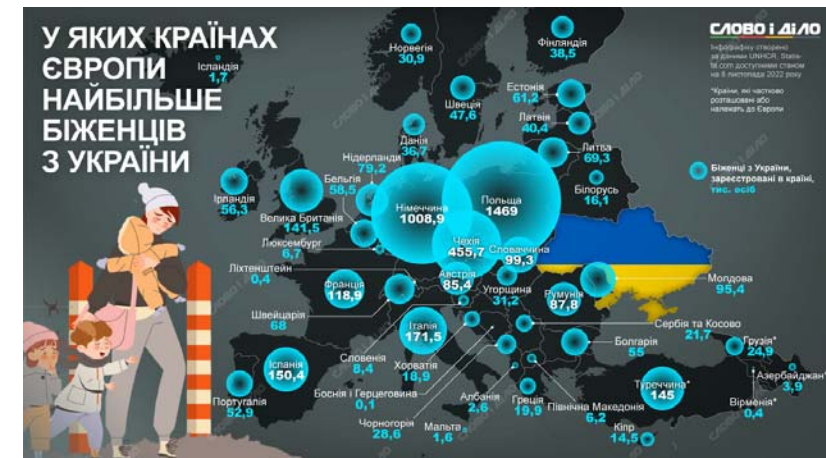 У ЯКИХ КРАЇНАХ
ЄВРОПИ
НАЙБІЛЬШЕ
БІЖЕНЦІВ
З УКРАЇНИ
СЛОВО і ДІЛО
Інфографіку створено
за даними UNHCR, Statis-
ta.com доступними станом
на 8 листопада 2022 року
*Країни, які частково
розташовані або
належать до Європи
Біженці з України,
зареєстровані в країні,
тис. осіб
Ісландія
1,7
Норвегія
30,9
Фінляндія
38,5
Швеція
47,6
Естонія
61,2
Латвія
40,4
Литва
69,3
Данія
36,7
Нідерланди
79,2
Бельгія
58,5
Білорусь
16,1
Ірландія
56,3
Велика Британія
141,5
Німеччина
1008,9
Польща
1469
Чехія
455,7
Словаччина
99,3
Люксембург
6,7
Ліхтенштейн
0,4
Франція
118,9
Австрія
85,4
Угорщина
31,2
Румунія
87,8
Молдова
95,4
Швейцарія
68
Італія
171,5
Сербія та Косово
21,7
Словенія
8,4
Хорватія
18,9
Болгарія
55
Грузія*
24,9
Іспанія
150,4
Португалія
52,9
Боснія і Герцеговина
0,1
Чорногорія
28,6
Мальта
1,6
Албанія
2,6
Греція
19,9
Північна Македонія
6,2
Туреччина*
145
Кіпр
14,5
Азербайджан*
3,9
Вірменія*
0,4